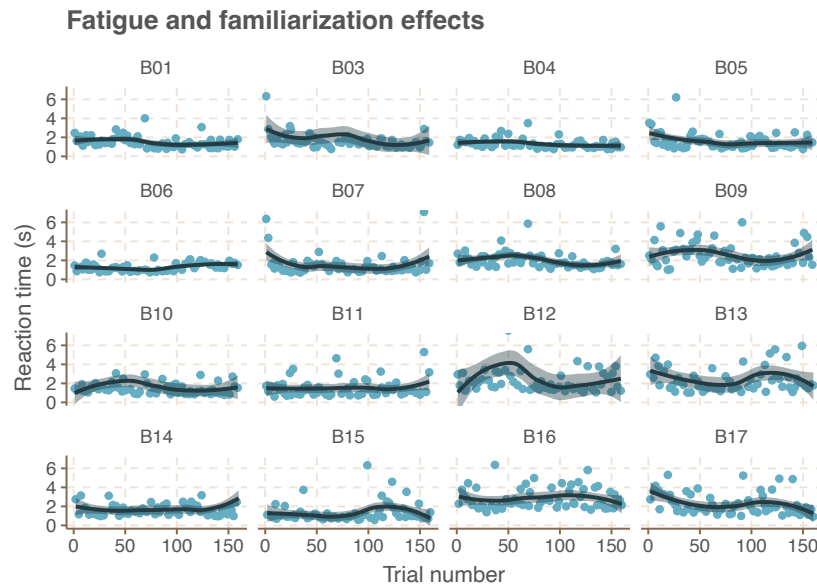 Fatigue and familiarization effects
B01 B03 B04 B05
6
4
2
0
B06 B07 B08 B09
6
4
2
0
B10 B11 B12 B13
6
4
2
0
B14 B15 B16 B17
6
4
2
0
0 50 100 150 0 50 100 150 0 50 100 150 0 50 100 150
Reaction time (s)
Trial number